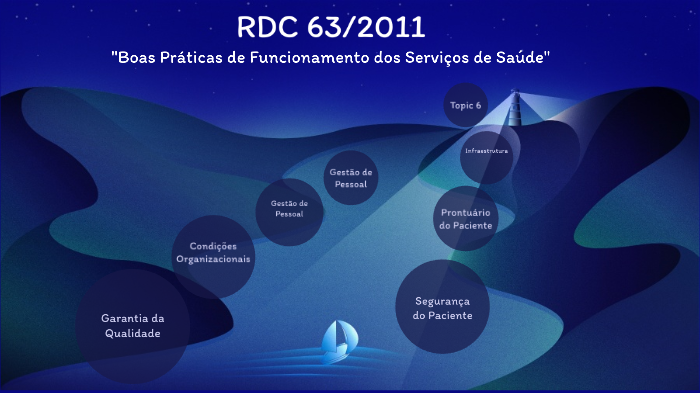 RDC 63/2011
"Boas Práticas de Funcionamento dos Serviços de Saúde"
Topic 6
Infraestrutura
Gestão de
Pessoal
Gestão de
Pessoal
Prontuário
do Paciente
Condições
Organizacionais
Segurança
do Paciente
Garantia da
Qualidade